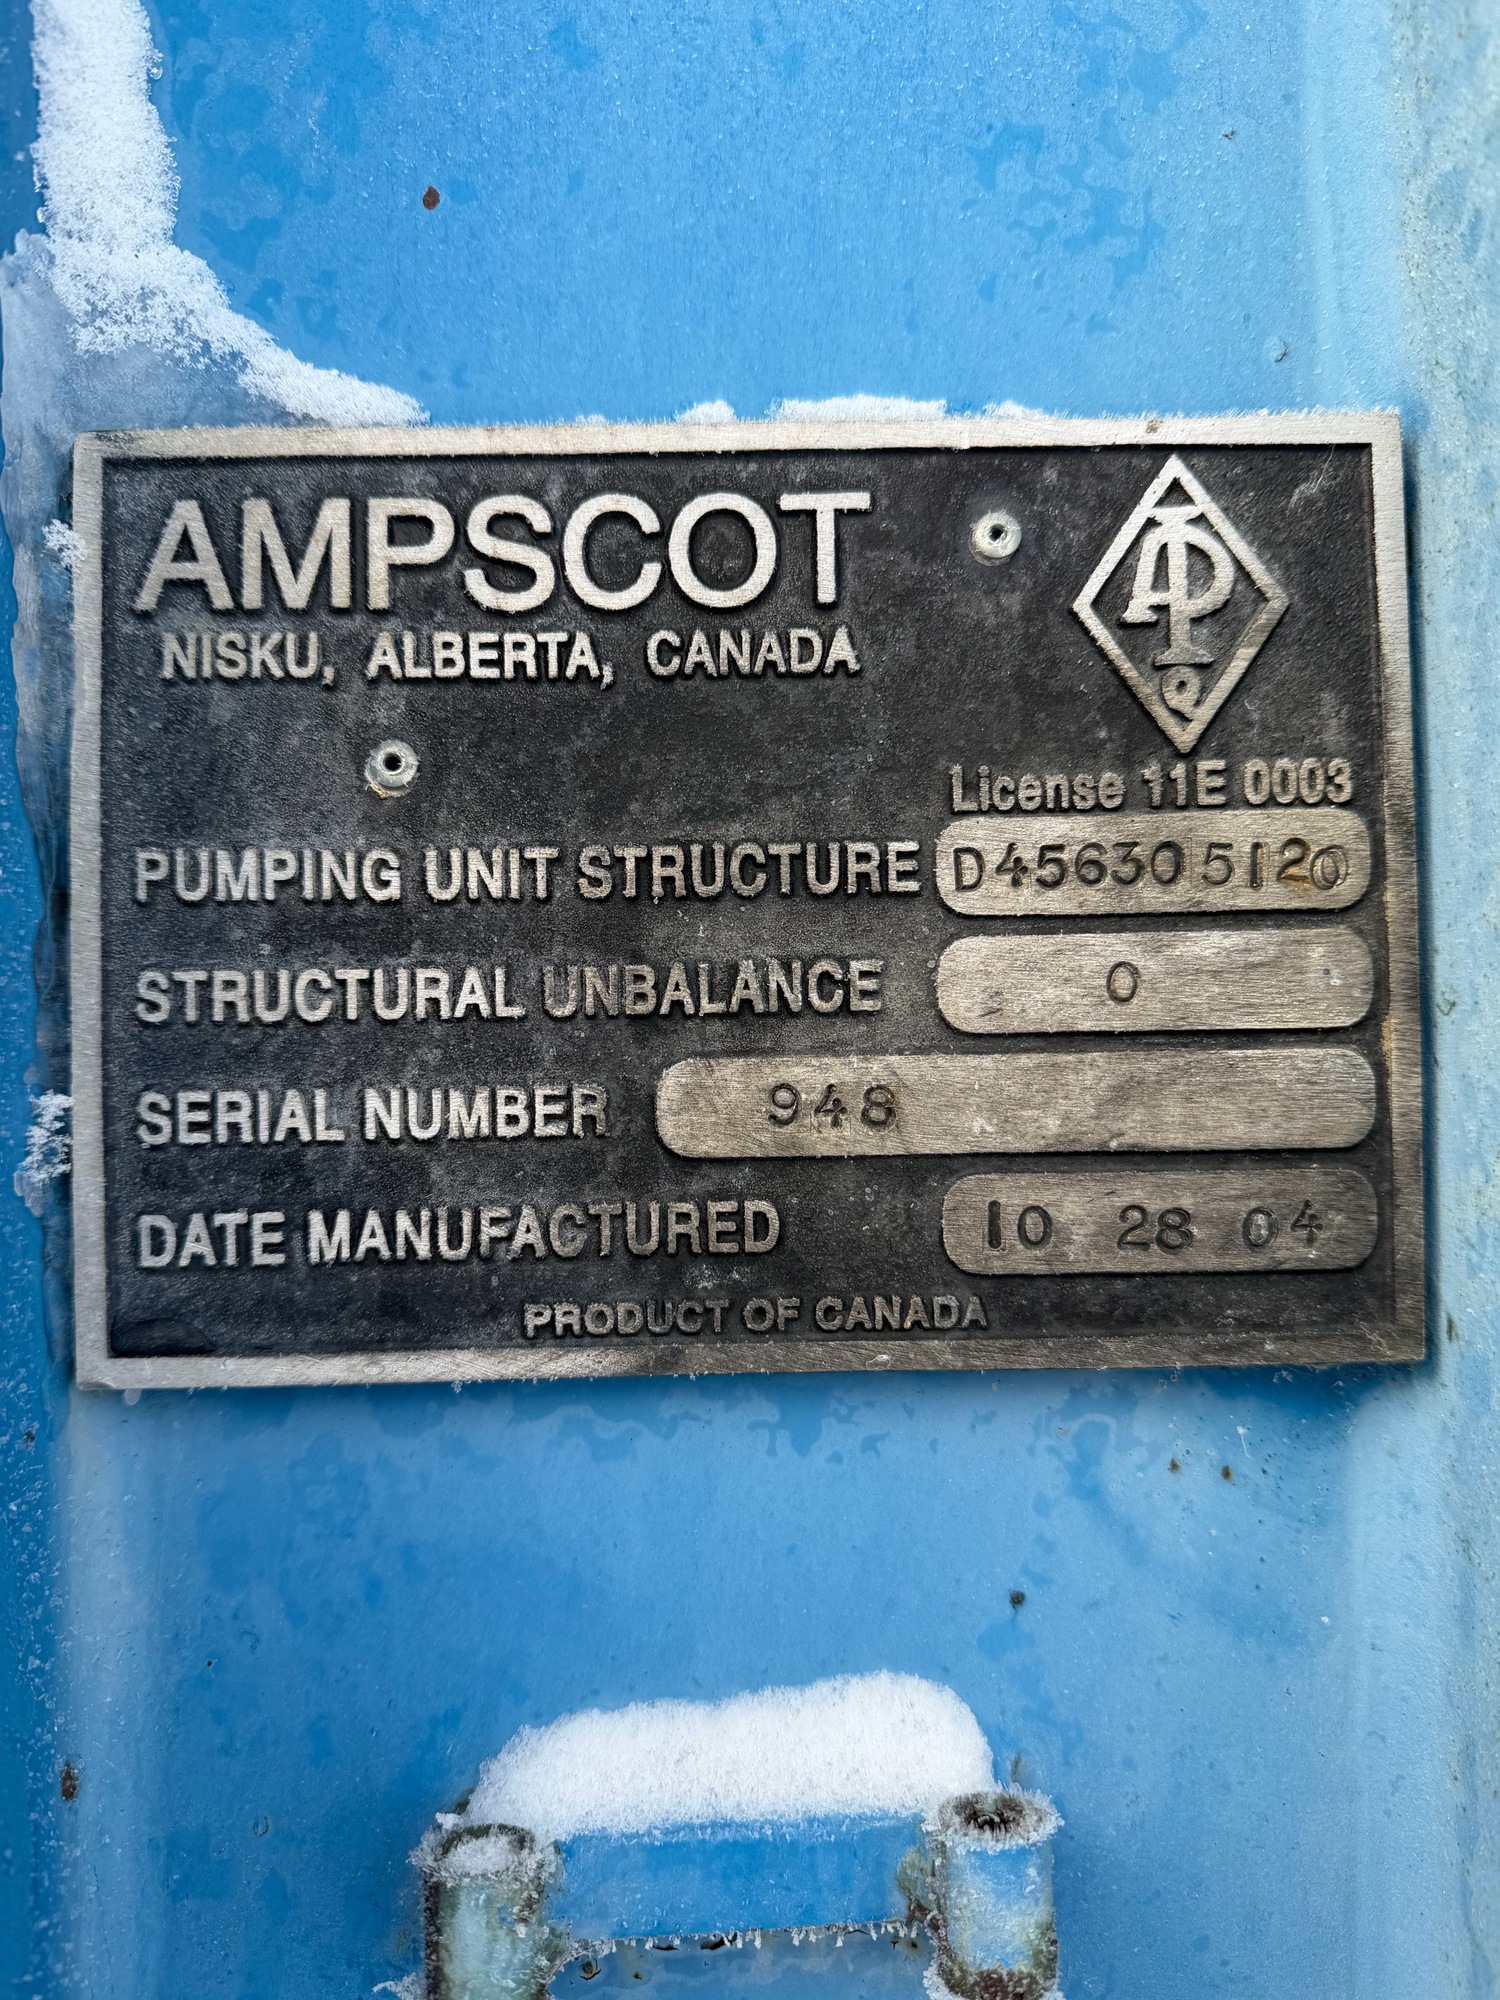 AMPSCOT
NISKU, ALBERTA, CANADA
API
License 11E 0003
PUMPING UNIT STRUCTURE D456305120
STRUCTURAL UNBALANCE 0
SERIAL NUMBER 948
DATE MANUFACTURED 10 28 04
PRODUCT OF CANADA